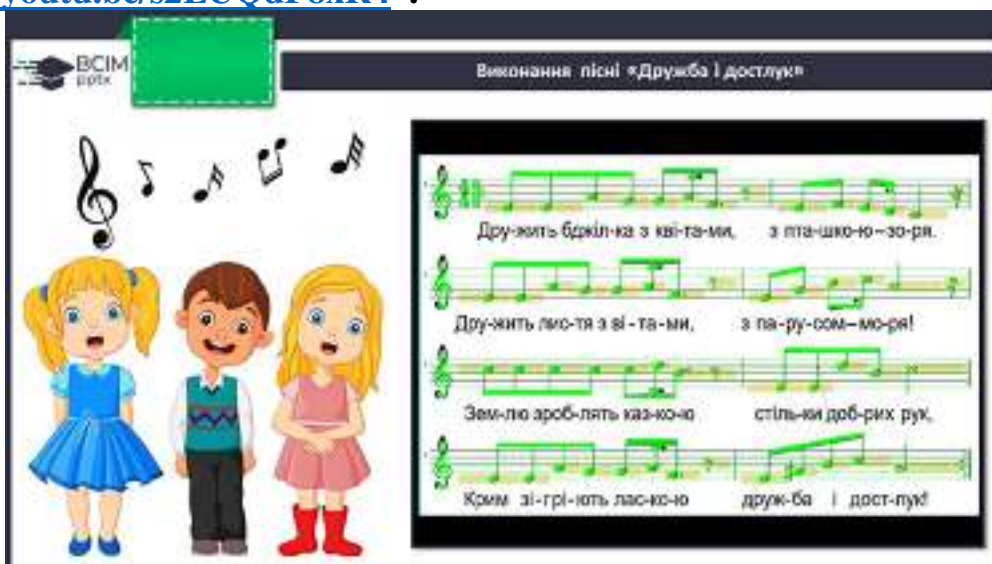 ВСІМ
pptx
Виконання пісні «Дружба і достлук»
Дру-жить бджіл-ка з кві-та-ми, з пта-шко-ю-зо-ря.
Дру-жить лис-тя з ві-та-ми, з па-ру-сом-мо-ря!
Зем-лю зроб-лять каз-ко-ю стіль-ки доб-рих рук,
Крим зі-грі-ють лас-ко-ю друж-ба і дост-лук!